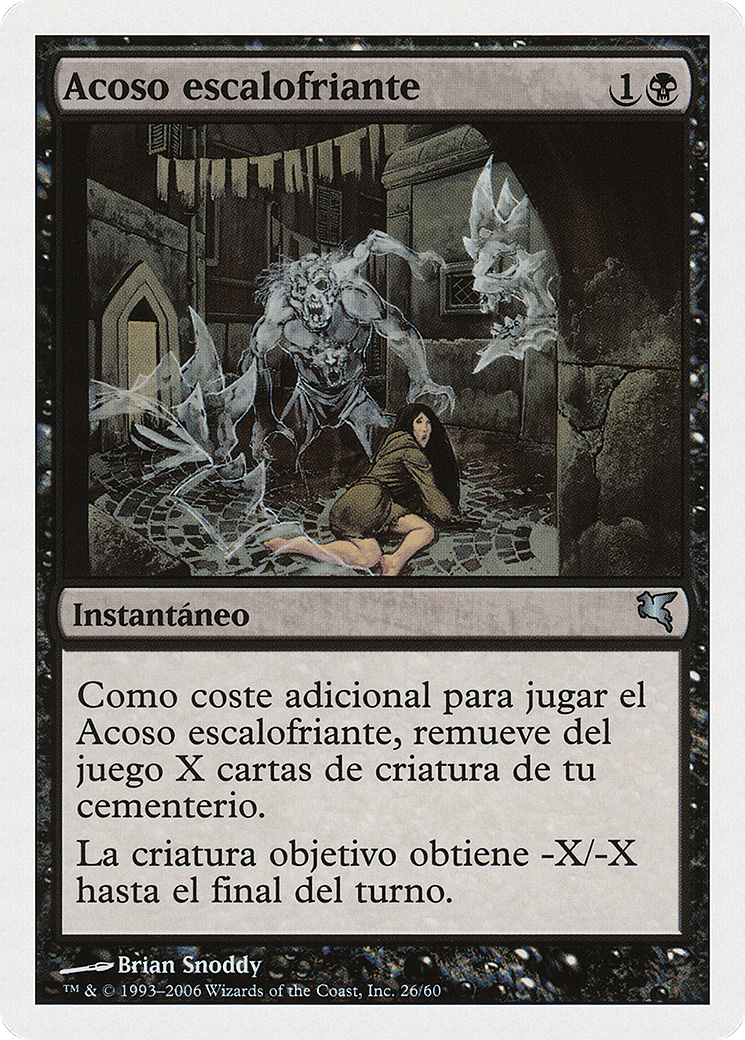 Acoso escalofriante 1
Instantáneo
Como coste adicional para jugar el
Acoso escalofriante, remueve del
juego X cartas de criatura de tu
cementerio.
La criatura objetivo obtiene -X/-X
hasta el final del turno.
Brian Snoddy
™ & © 1993–2006 Wizards of the Coast, Inc. 26/60